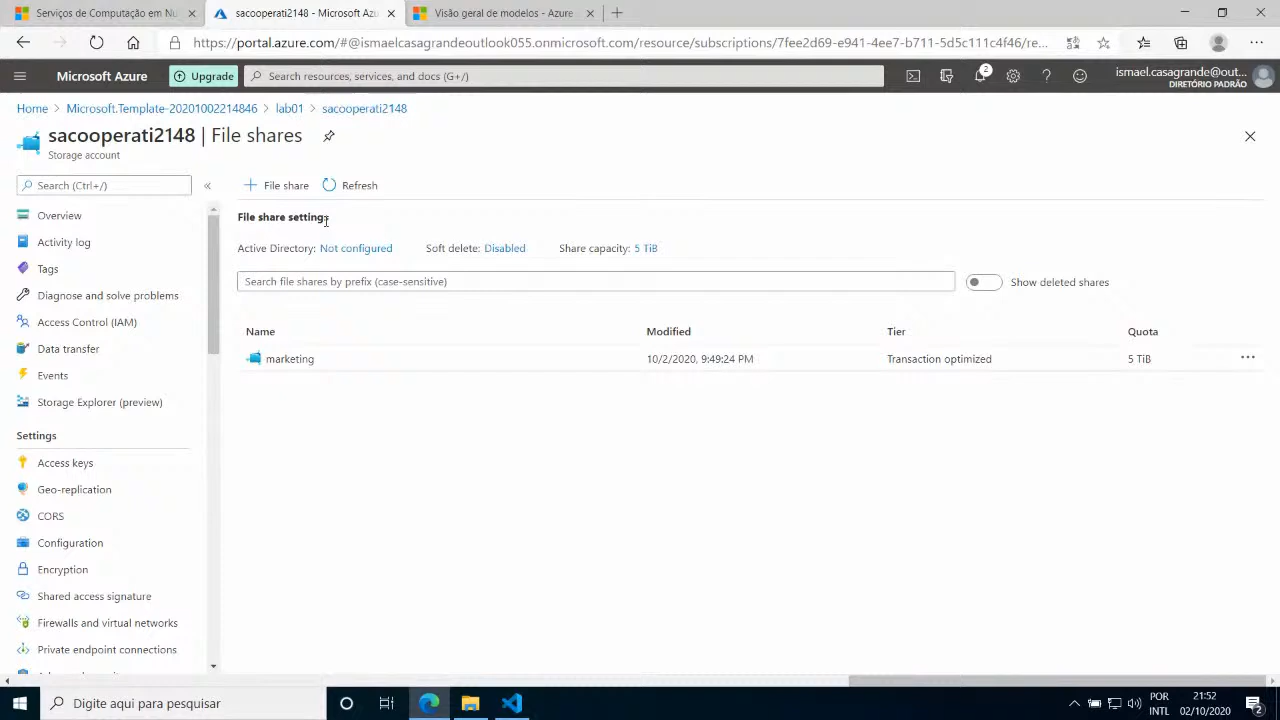 Serviços de Computação em Nu
sacooperati2148 - Microsoft Azu
Visão geral de modelos - Azure
https://portal.azure.com/#@ismaelcasagrandeoutlook055.onmicrosoft.com/resource/subscriptions/7fee2d69-e941-4ee7-b711-5d5c111c4f46/re...
Microsoft Azure
Upgrade
Search resources, services, and docs (G+/)
2
ismael.casagrande@out...
DIRETÓRIO PADRÃO
Home > Microsoft.Template-20201002214846 > lab01 > sacooperati2148
sacooperati2148 | File shares
Storage account
Search (Ctrl+/)
«
File share
Refresh
Overview
Activity log
Tags
Diagnose and solve problems
Access Control (IAM)
Data transfer
Events
Storage Explorer (preview)
Settings
Access keys
Geo-replication
CORS
Configuration
Encryption
Shared access signature
Firewalls and virtual networks
Private endpoint connections
File share settings
Active Directory: Not configured
Soft delete: Disabled
Share capacity: 5 TiB
Search file shares by prefix (case-sensitive)
Show deleted shares
Name Modified Tier Quota
marketing 10/2/2020, 9:49:24 PM Transaction optimized 5 TiB
Digite aqui para pesquisar
POR
INTL
21:52
02/10/2020
2